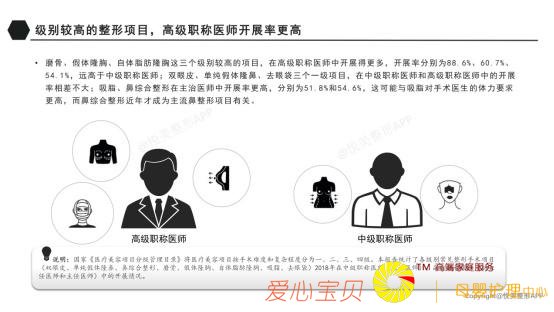 级别较高的整形项目，高级职称医师开展率更高
• 磨骨、假体隆胸、自体脂肪隆胸这三个级别较高的项目，在高级职称医师中开展得更多，开展率分别为88.6%、60.7%、
54.1%，远高于中级职称医师；双眼皮、单纯假体隆鼻、去眼袋三个一级项目，在中级职称医师和高级职称医师中的开展
率相差不大；吸脂、鼻综合整形在主治医师中开展率更高，分别为51.8%和54.6%，这可能与吸脂对手术医生的体力要求
更高，而鼻综合整形近年才成为主流鼻整形项目有关。
@悦美整形APP
@悦美整形APP
高级职称医师
中级职称医师
说明：国家《医疗美容项目分级管理目录》将医疗美容项目按手术难度和复杂程度分为一、二、三、四级。本报告统计了各级别常见整形手术项目
（双眼皮、单纯假体隆鼻、鼻综合整形、磨骨、假体隆胸、自体脂肪隆胸、吸脂、去眼袋）2018年在中级职称医
任医师和主任医师）中的开展情况。
TM 高端家庭服务
爱心宝贝
母婴护理中心
Copyright@悦美整形APP